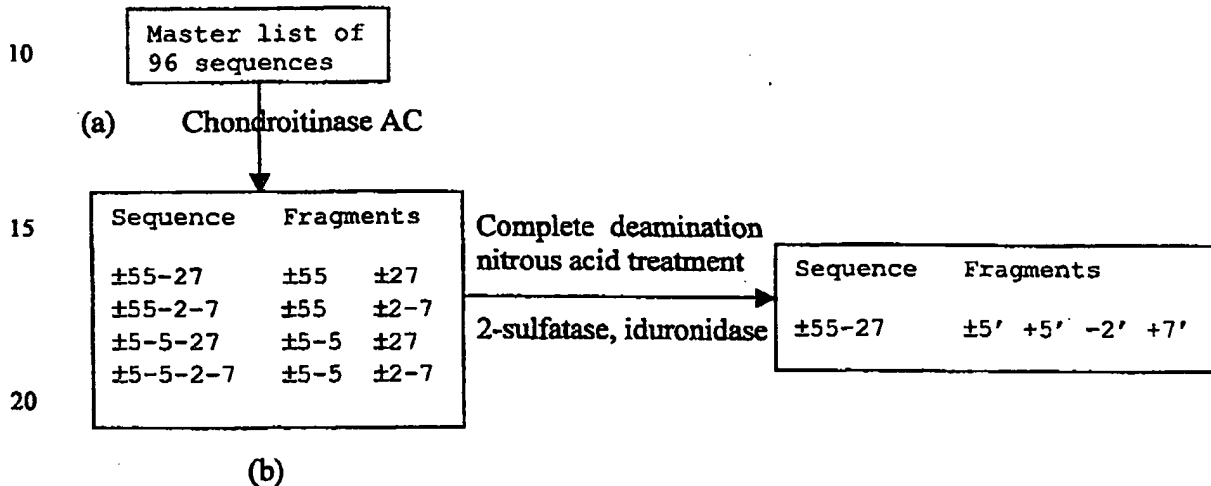 10
Master list of
96 sequences
(a) Chondroitinase AC
15
Sequence Fragments
±55-27 ±55 ±27
±55-2-7 ±55 ±2-7
±5-5-27 ±5-5 ±27
±5-5-2-7 ±5-5 ±2-7
Complete deamination
nitrous acid treatment
2-sulfatase, iduronidase
Sequence Fragments
±55-27 ±5′ +5′ -2′ +7′
20
(b)